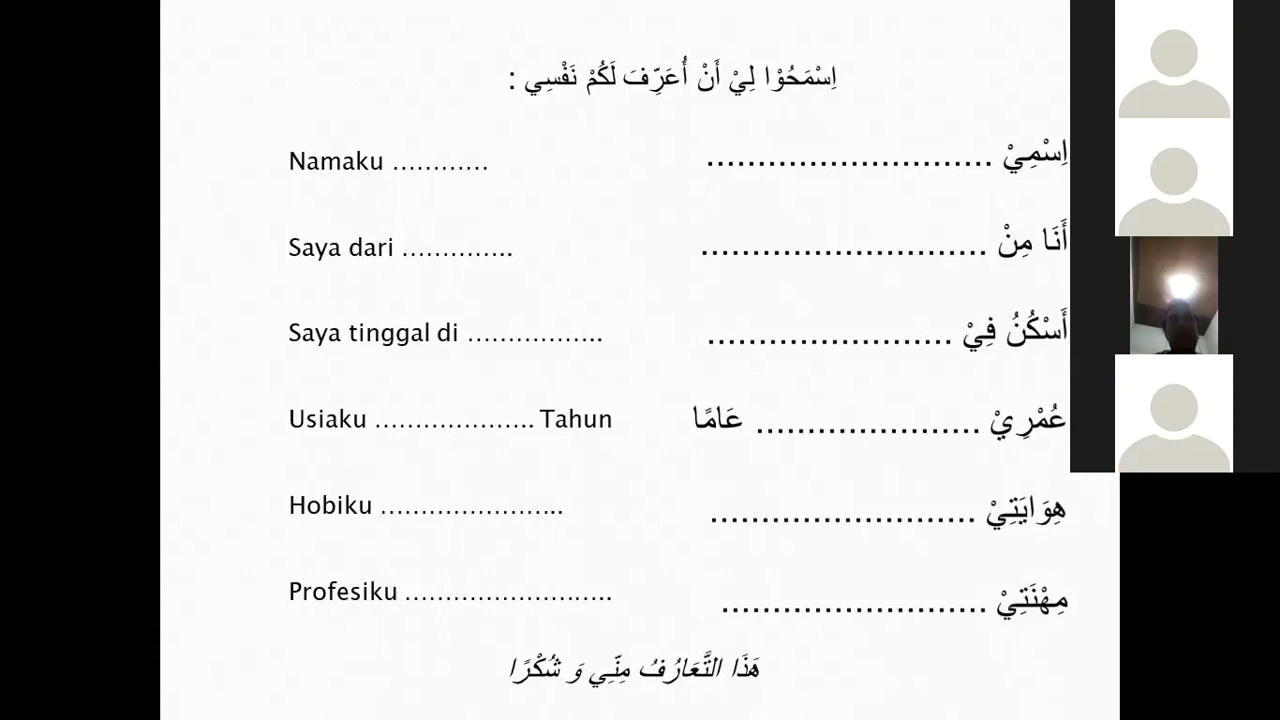 اِسْمَحُوْا لِيْ أَنْ أُعَرِّفَ لَكُمْ نَفْسِي :
Namaku ............ اِسْمِيْ ............................
Saya dari .............. أَنَا مِنْ ............................
Saya tinggal di ................. أَسْكُنُ فِيْ ........................
Usiaku .................... Tahun عُمْرِيْ ...................... عَامًا
Hobiku ....................... هِوَايَتِيْ ..........................
Profesiku .......................... مِهْنَتِيْ ..........................
هَذَا التَّعَارُفُ مِنِّي وَ شُكْرًا